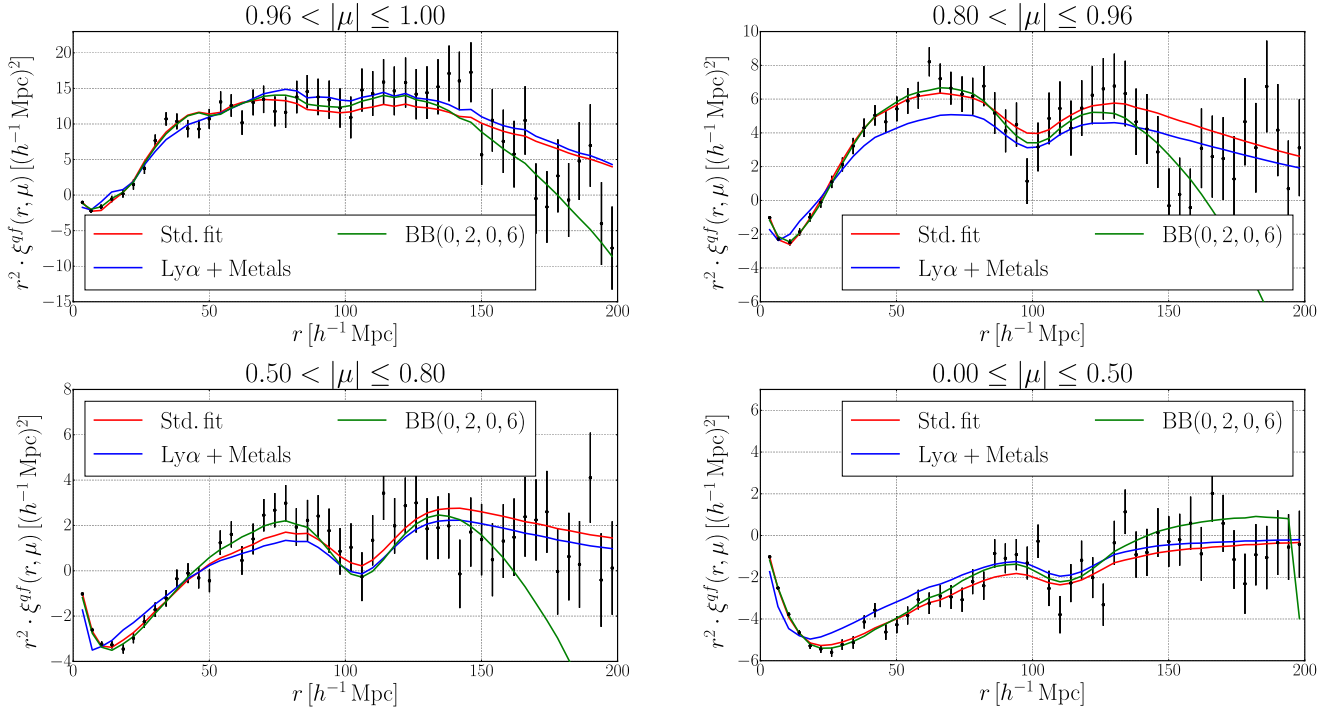 0.96 < |μ| ≤ 1.00
r² · ξ^{qf}(r, μ) [(h⁻¹ Mpc)²]
20
15
10
5
0
−5
−10
−15
Std. fit
Lyα + Metals
BB(0, 2, 0, 6)
0 50 100 150 200
r [h⁻¹ Mpc]
0.80 < |μ| ≤ 0.96
r² · ξ^{qf}(r, μ) [(h⁻¹ Mpc)²]
10
8
6
4
2
0
−2
−4
−6
Std. fit
Lyα + Metals
BB(0, 2, 0, 6)
0 50 100 150 200
r [h⁻¹ Mpc]
0.50 < |μ| ≤ 0.80
r² · ξ^{qf}(r, μ) [(h⁻¹ Mpc)²]
8
6
4
2
0
−2
−4
Std. fit
Lyα + Metals
BB(0, 2, 0, 6)
0 50 100 150 200
r [h⁻¹ Mpc]
0.00 ≤ |μ| ≤ 0.50
r² · ξ^{qf}(r, μ) [(h⁻¹ Mpc)²]
6
4
2
0
−2
−4
−6
Std. fit
Lyα + Metals
BB(0, 2, 0, 6)
0 50 100 150 200
r [h⁻¹ Mpc]